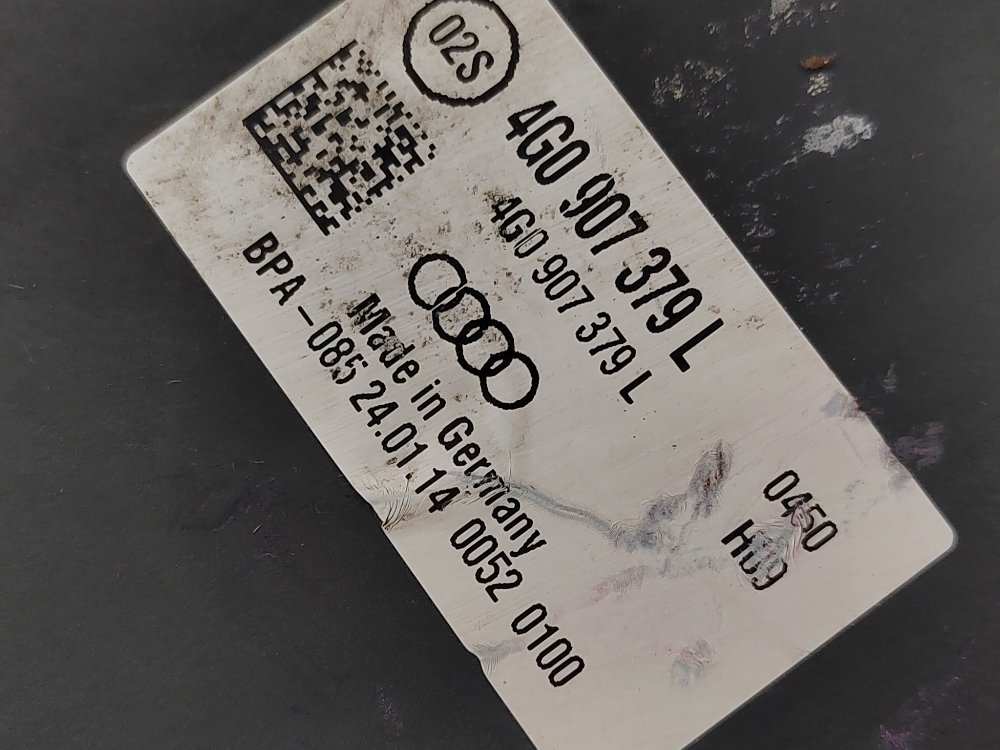 02S
4G0 907 379 L
4G0 907 379 L
0450
H09
Made in Germany
BPA -085 24.01.14 0052 0100